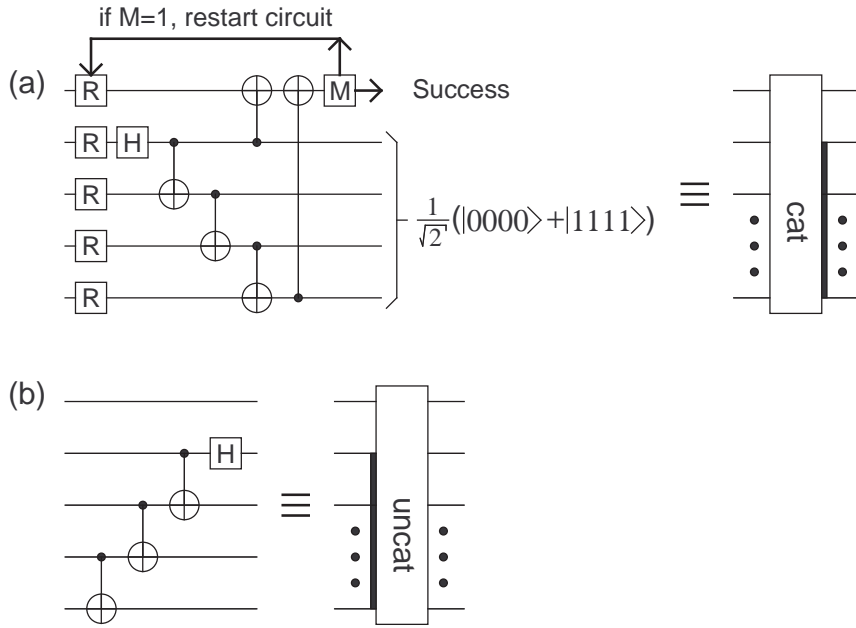 if M=1, restart circuit
(a)
R M Success
R H
R
R 1/√2 (|0000⟩+|1111⟩) ≡ cat
R
(b)
H
≡ uncat